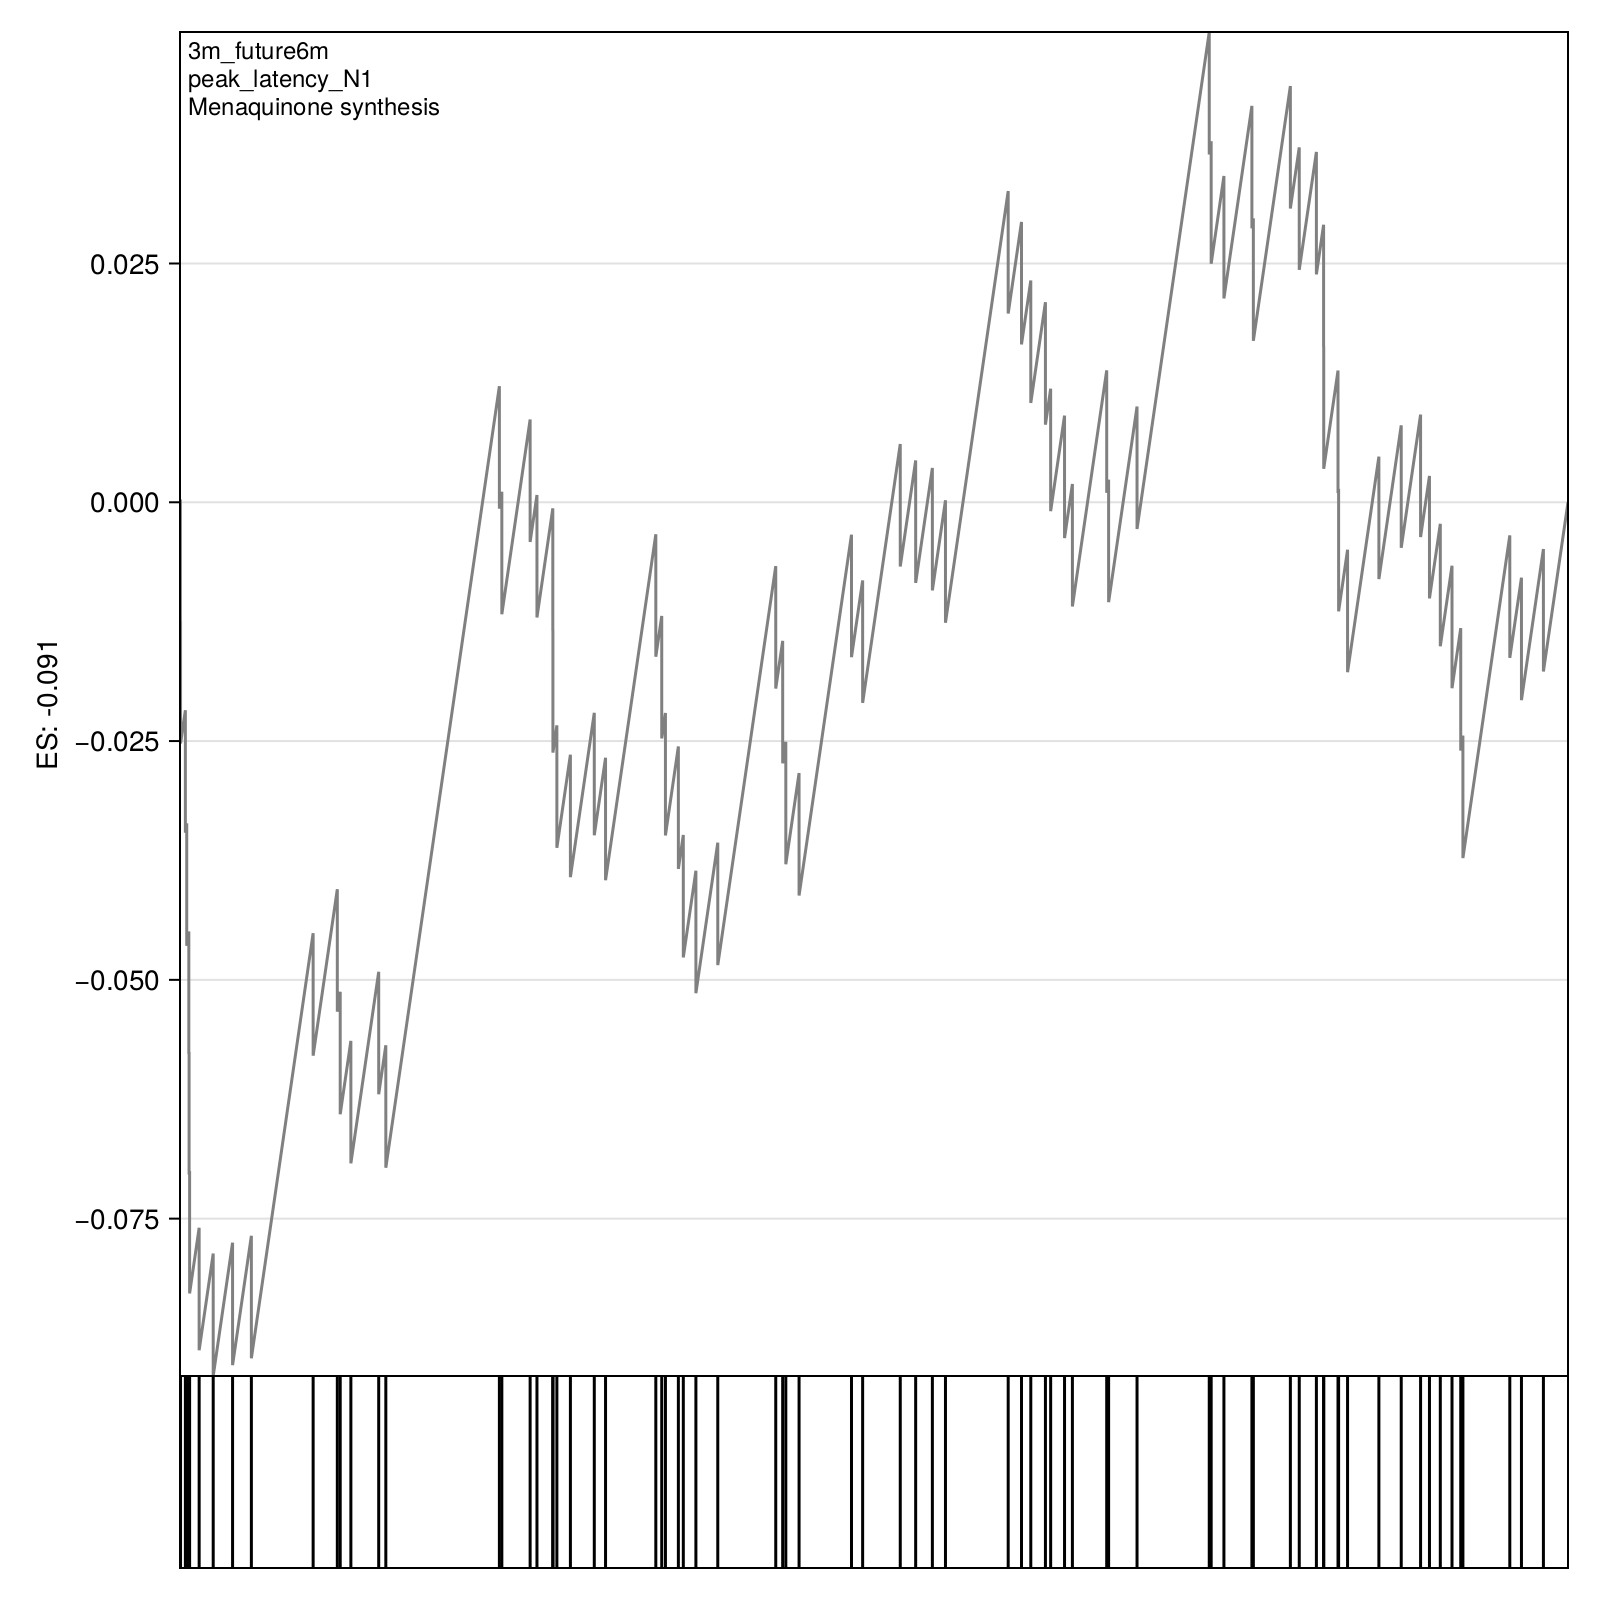 3m_future6m
peak_latency_N1
Menaquinone synthesis
0.025
0.000
−0.025
−0.050
−0.075
ES: -0.091